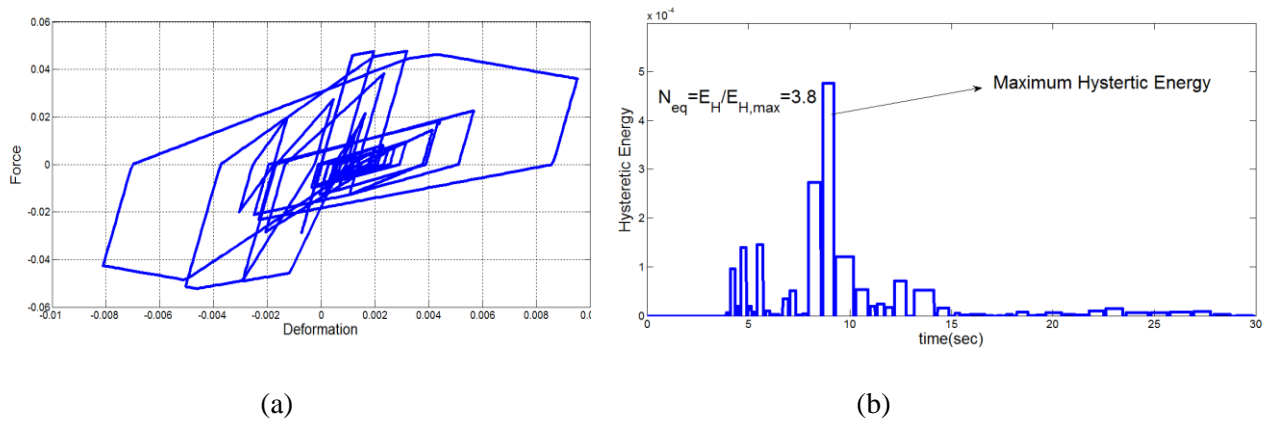 0.06
0.04
0.02
0
-0.02
-0.04
-0.06
Force
-0.01 -0.008 -0.006 -0.004 -0.002 0 0.002 0.004 0.006 0.008 0.0
Deformation
(a)
x 10^-4
5
4
3
2
1
0
Hysteretic Energy
N_eq=E_H/E_H,max=3.8
Maximum Hystertic Energy
0 5 10 15 20 25 30
time(sec)
(b)